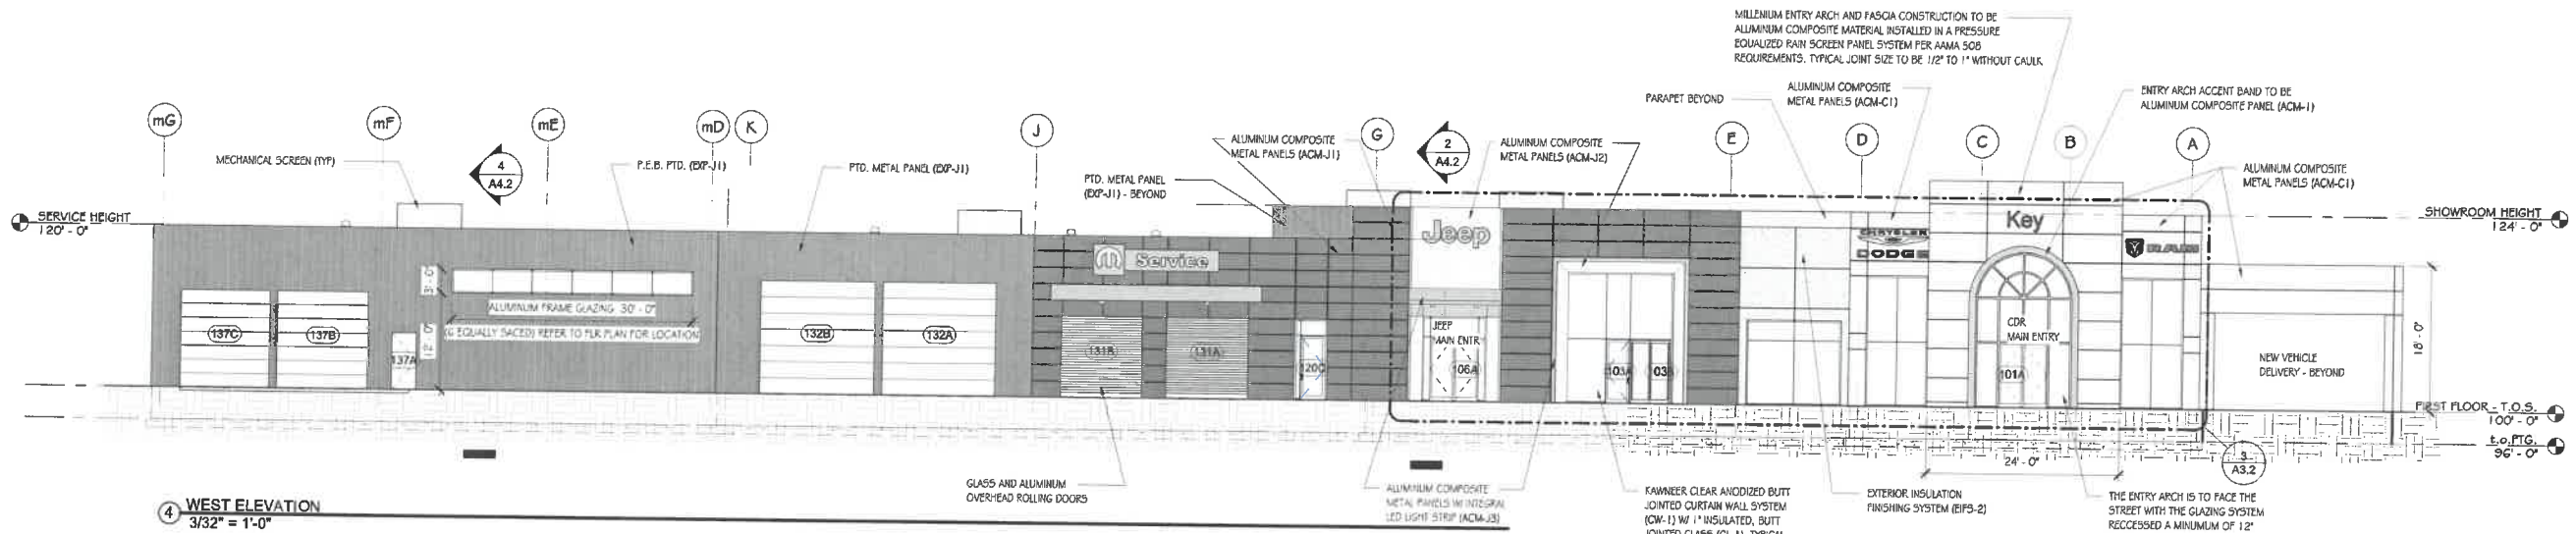 MILLENIUM ENTRY ARCH AND FASCIA CONSTRUCTION TO BE
ALUMINUM COMPOSITE MATERIAL INSTALLED IN A PRESSURE
EQUALIZED RAIN SCREEN PANEL SYSTEM PER AAMA 508
REQUIREMENTS. TYPICAL JOINT SIZE TO BE 1/2" TO 1" WITHOUT CAULK
PARAPET BEYOND
ALUMINUM COMPOSITE
METAL PANELS (ACM-C1)
ENTRY ARCH ACCENT BAND TO BE
ALUMINUM COMPOSITE PANEL (ACM-1)
mG
mF
mE
mD
K
J
G
E
D
C
B
A
MECHANICAL SCREEN (TYP)
4
A4.2
P.E.B. PTD. (EXP-J1)
PTD. METAL PANEL (EXP-J1)
PTD. METAL PANEL
(EXP-J1) - BEYOND
ALUMINUM COMPOSITE
METAL PANELS (ACM-J1)
2
A4.2
ALUMINUM COMPOSITE
METAL PANELS (ACM-J2)
ALUMINUM COMPOSITE
METAL PANELS (ACM-C1)
SERVICE HEIGHT
120' - 0"
SHOWROOM HEIGHT
124' - 0"
Service
Jeep
CHRYSLER
DODGE
Key
RAM
3'-0"
12'-0"
ALUMINUM FRAME GLAZING 30' - 0"
(6 EQUALLY SACED) REFER TO FLR PLAN FOR LOCATION
137C
137B
137A
132B
132A
131B
131A
120C
JEEP
MAIN ENTR
106A
103A
103
CDR
MAIN ENTRY
101A
NEW VEHICLE
DELIVERY - BEYOND
18' - 0"
FIRST FLOOR - T.O.S.
100' - 0"
t.o.FTG.
96' - 0"
24' - 0"
3
A3.2
GLASS AND ALUMINUM
OVERHEAD ROLLING DOORS
ALUMINUM COMPOSITE
METAL PANELS W/ INTEGRAL
LED LIGHT STRIP (ACM-J3)
KAWNEER CLEAR ANODIZED BUTT
JOINTED CURTAIN WALL SYSTEM
(CW-1) W/ 1" INSULATED, BUTT
EXTERIOR INSULATION
FINISHING SYSTEM (EIFS-2)
THE ENTRY ARCH IS TO FACE THE
STREET WITH THE GLAZING SYSTEM
RECCESSED A MINUMUM OF 12"
4
WEST ELEVATION
3/32" = 1'-0"